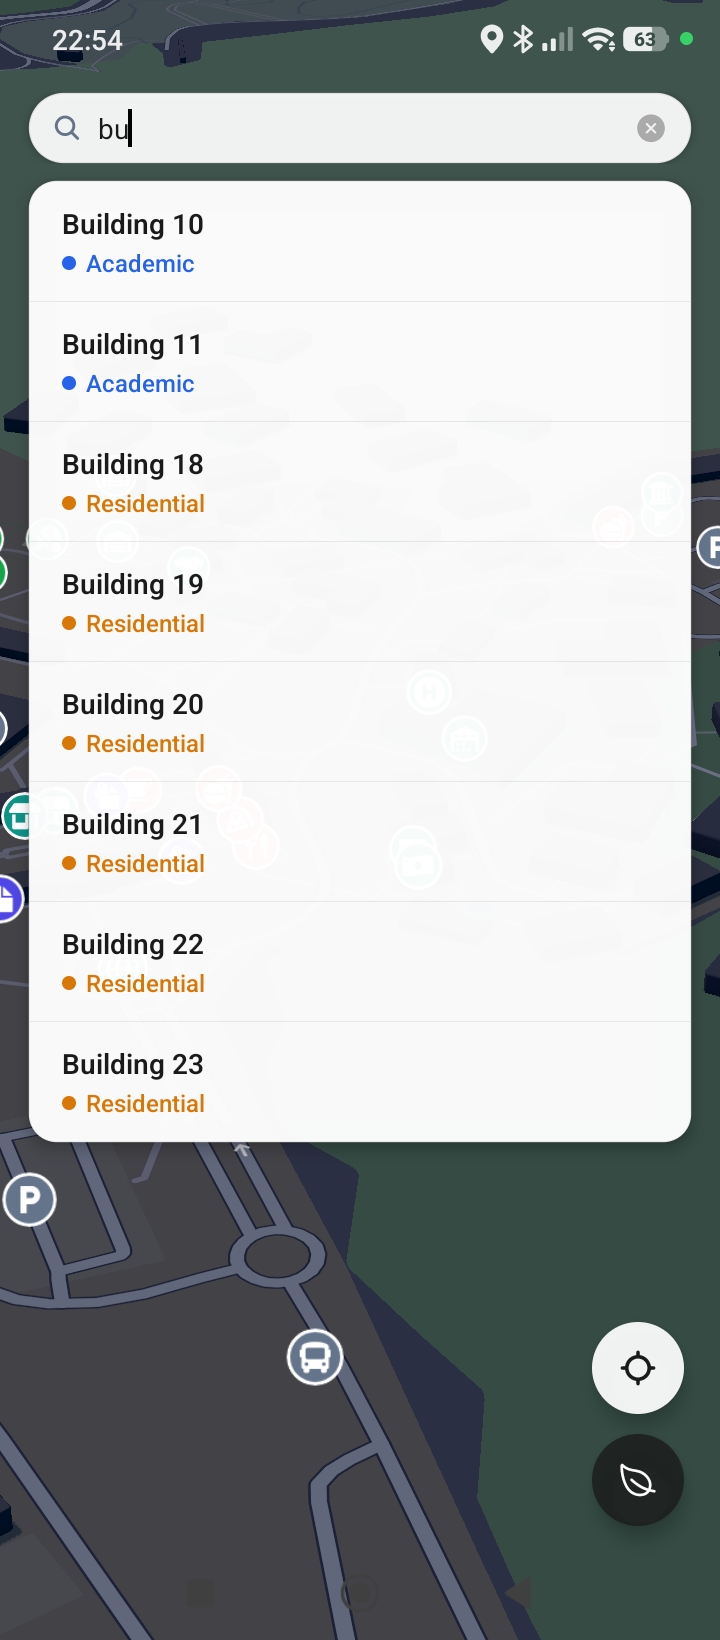 22:54
63
bu
Building 10
Academic
Building 11
Academic
Building 18
Residential
Building 19
Residential
Building 20
Residential
Building 21
Residential
Building 22
Residential
Building 23
Residential
P
P
H